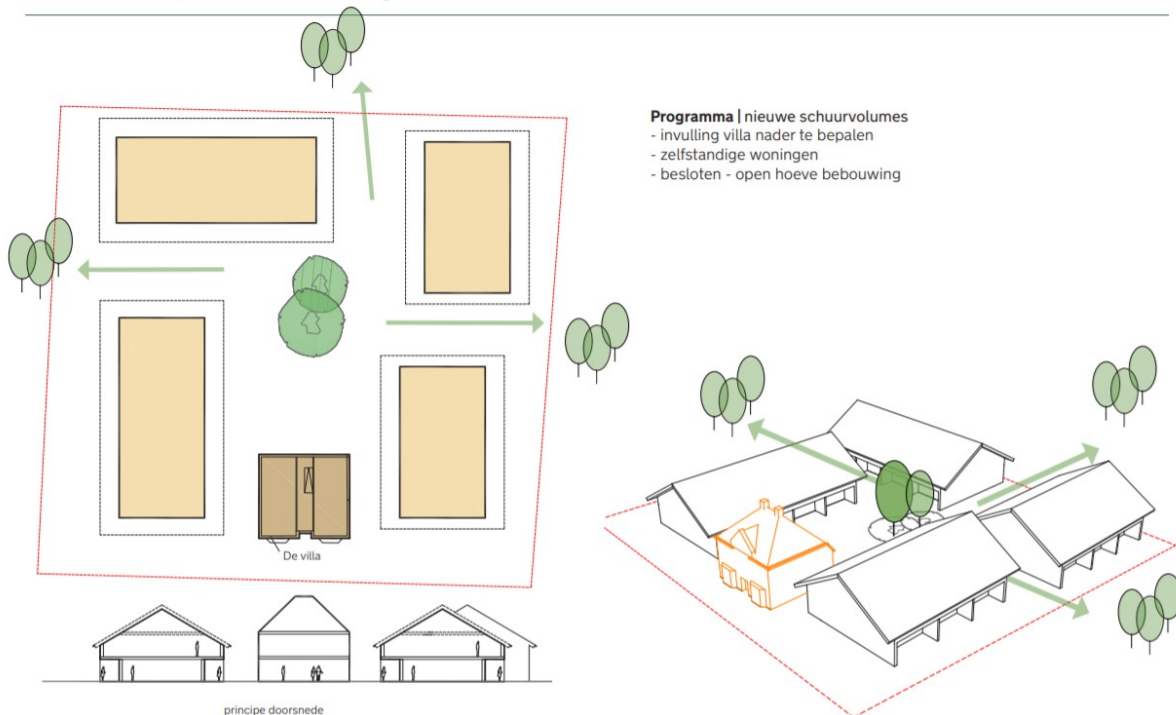 Programma | nieuwe schuurvolumes
- invulling villa nader te bepalen
- zelfstandige woningen
- besloten - open hoeve bebouwing
De villa
principe doorsnede